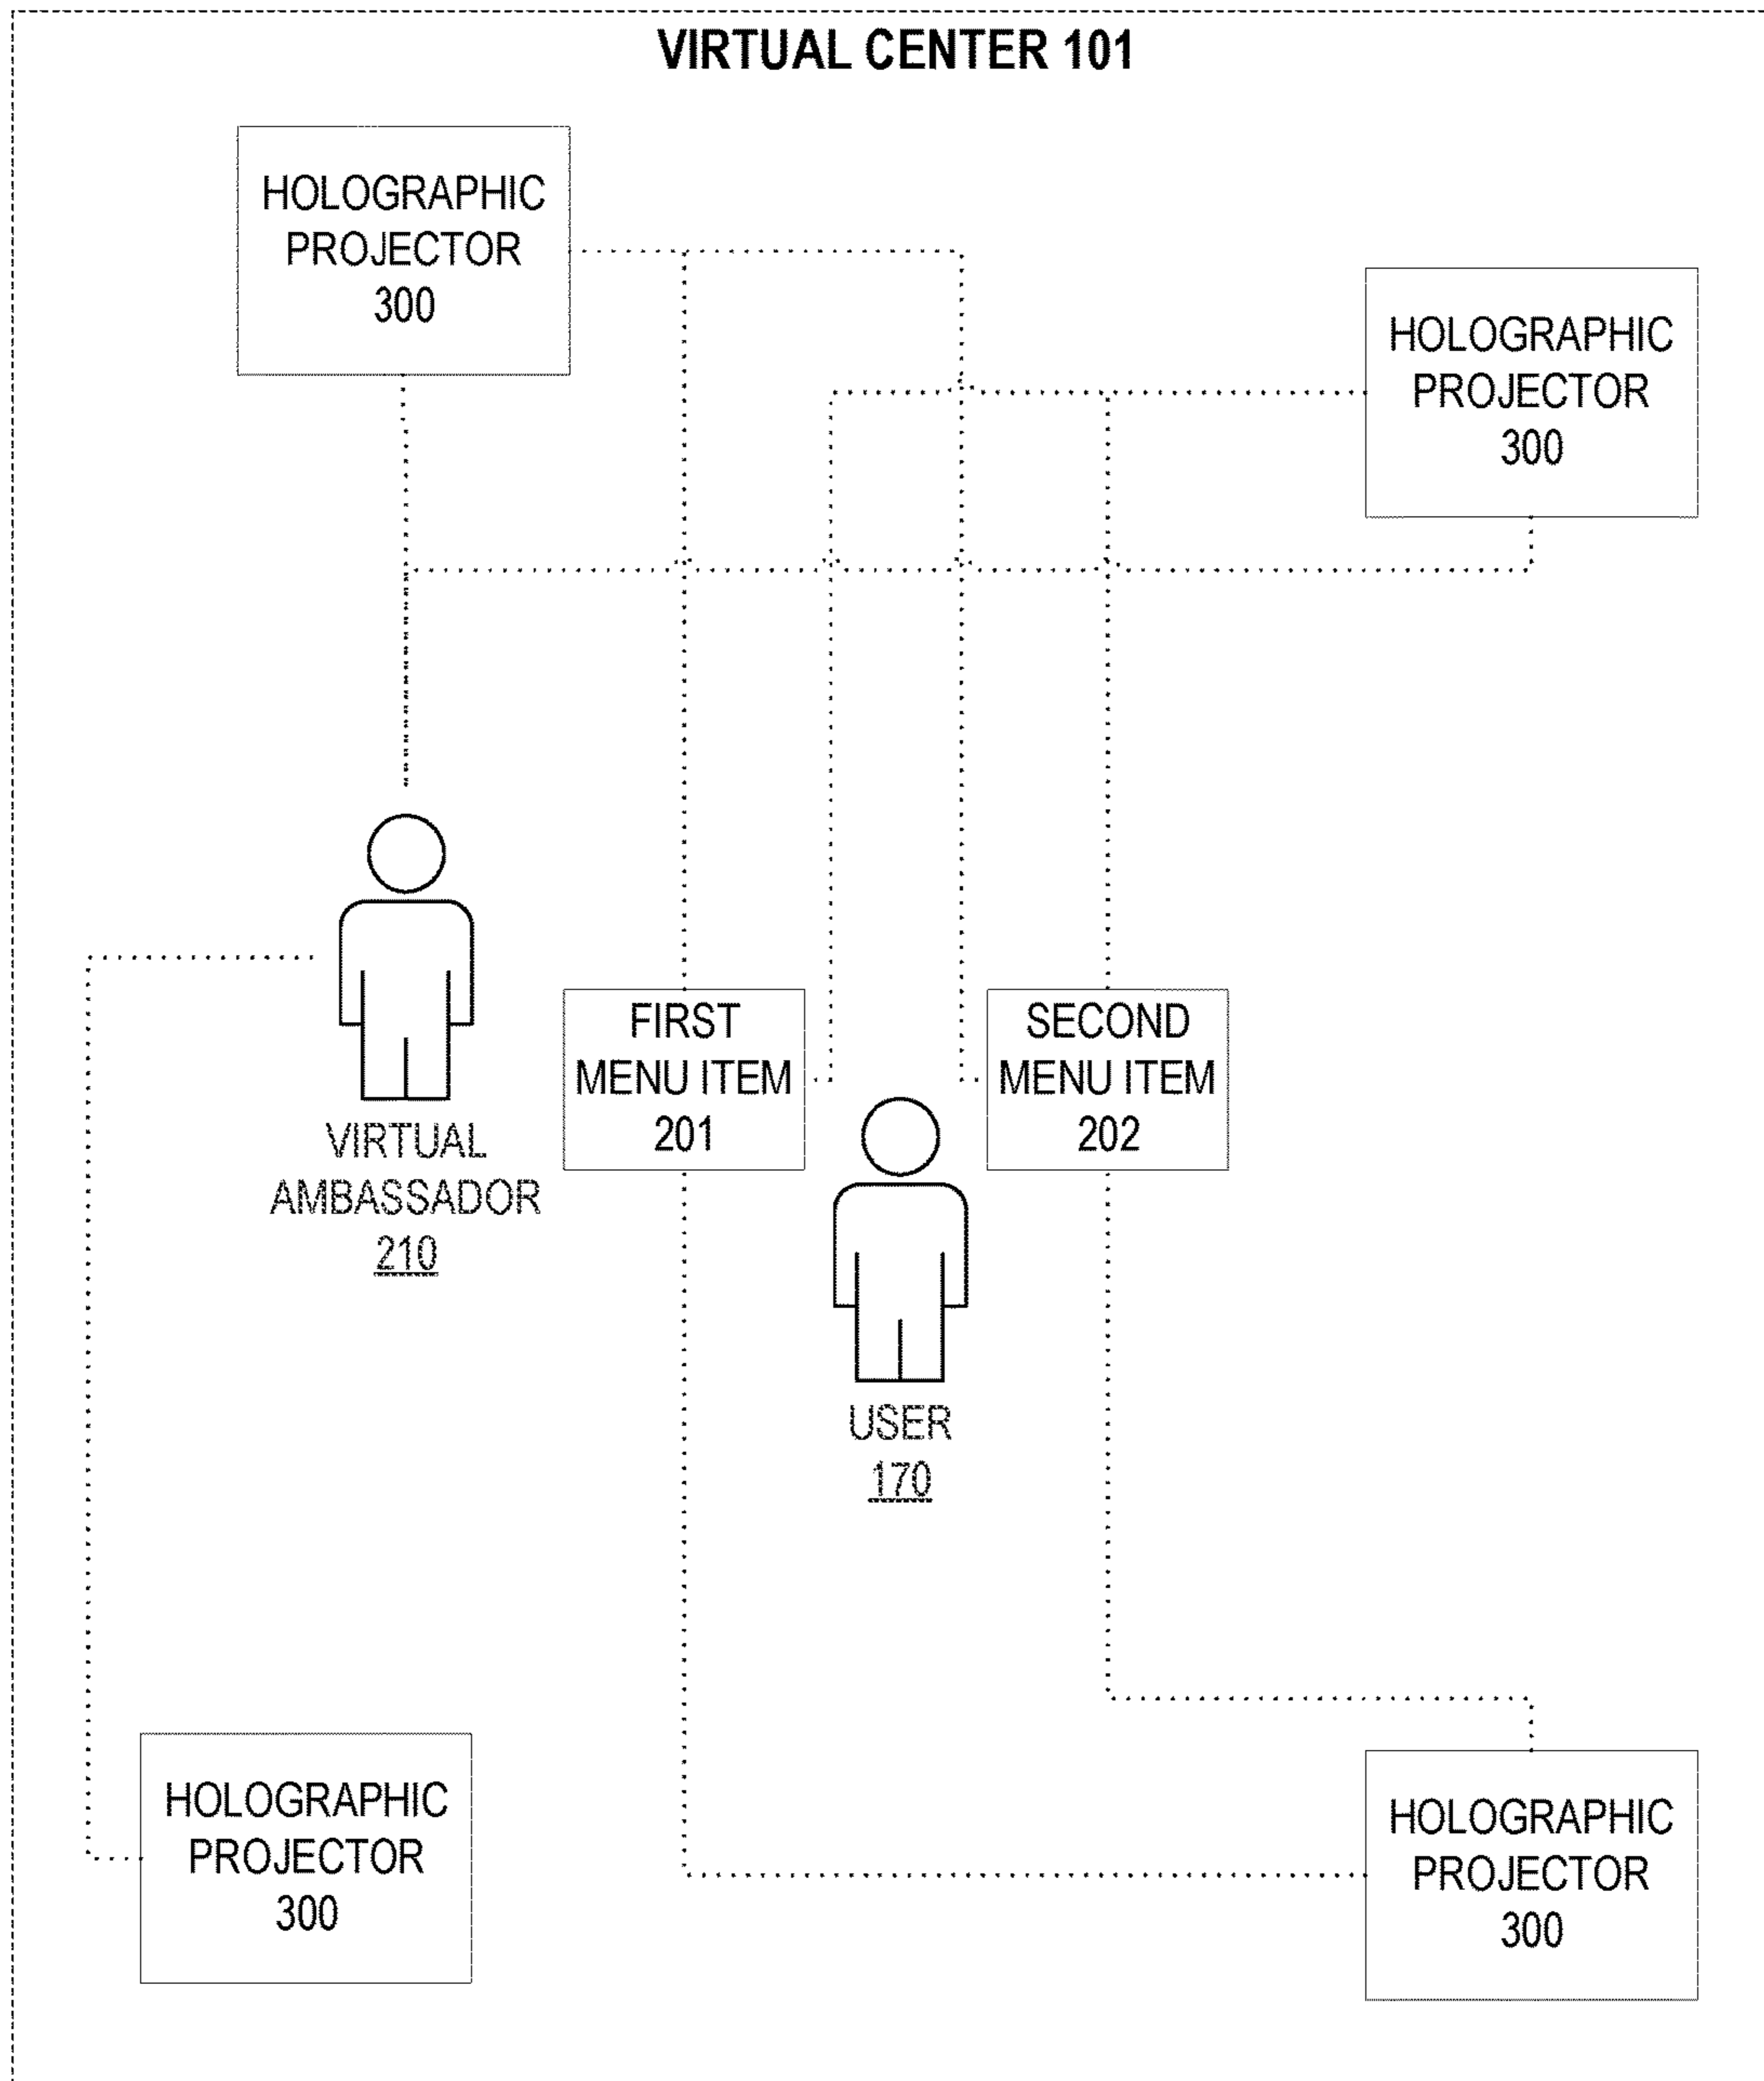 VIRTUAL CENTER 101
HOLOGRAPHIC
PROJECTOR
300
HOLOGRAPHIC
PROJECTOR
300
FIRST
MENU ITEM
201
SECOND
MENU ITEM
202
VIRTUAL
AMBASSADOR
210
USER
170
HOLOGRAPHIC
PROJECTOR
300
HOLOGRAPHIC
PROJECTOR
300